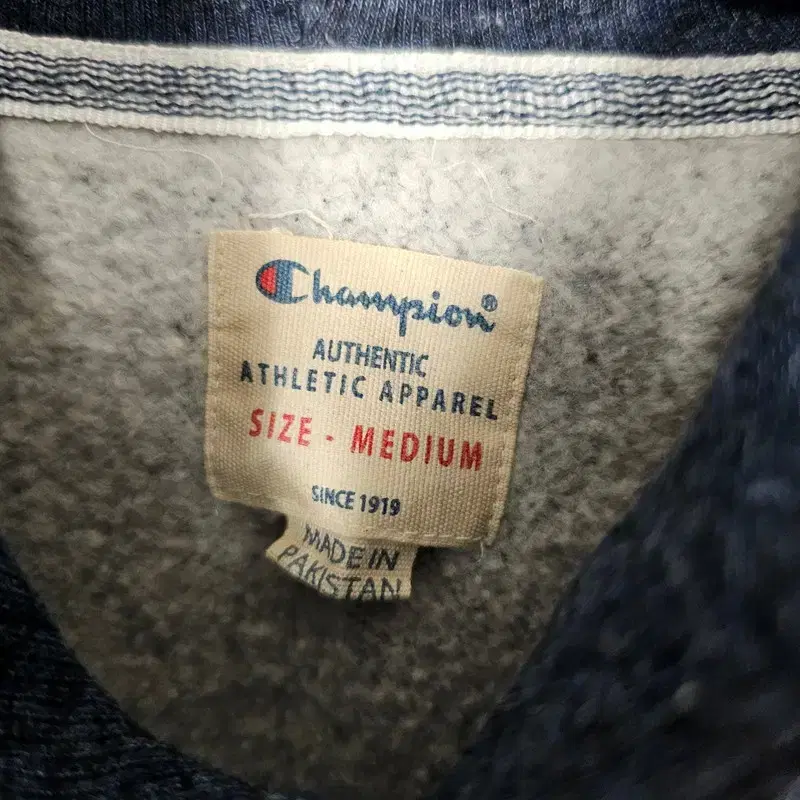 Champion®
AUTHENTIC
ATHLETIC APPAREL
SIZE - MEDIUM
SINCE 1919
MADE IN
PAKISTAN